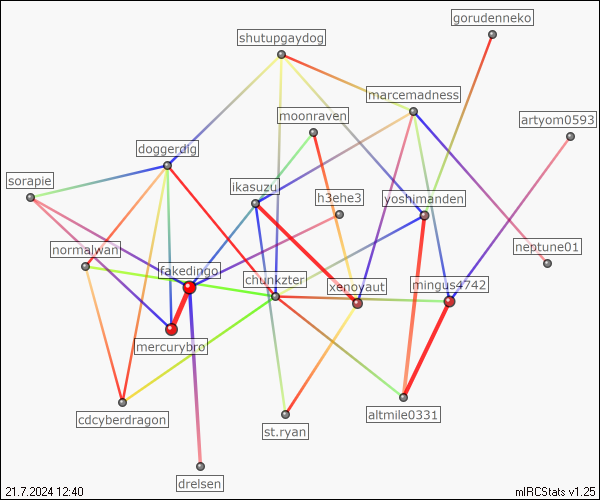 gorudenneko
shutupgaydog
marcemadness
moonraven
artyom0593
doggerdig
sorapie
ikasuzu
h3ehe3
yoshimanden
normalwan
neptune01
fakedingo
chunkzter
xenoyaut
mingus4742
mercurybro
cdcyberdragon
altmile0331
st.ryan
drelsen
21.7.2024 12:40
mIRCStats v1.25